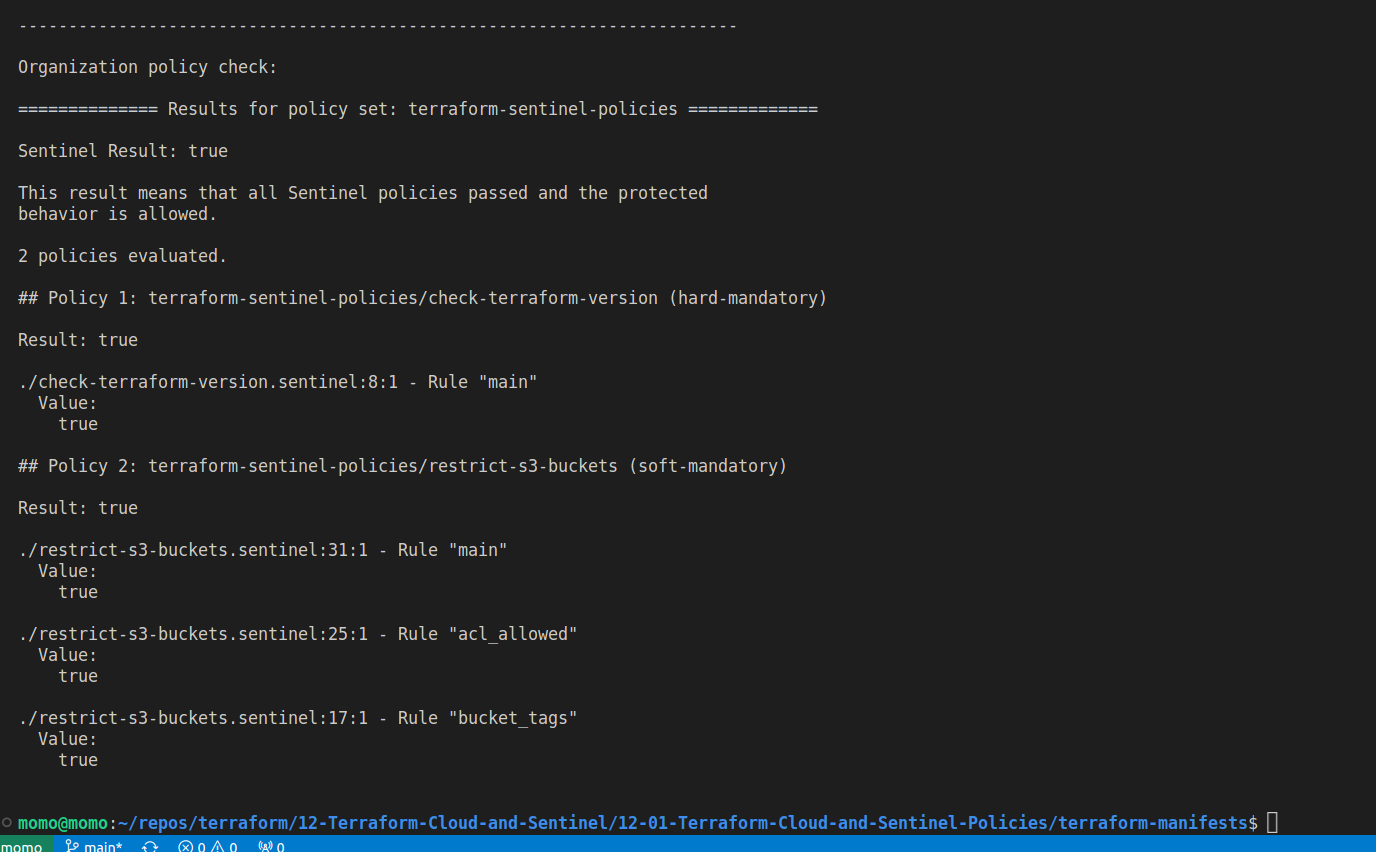 ------------------------------------------------------------------------
Organization policy check:
============== Results for policy set: terraform-sentinel-policies =============
Sentinel Result: true
This result means that all Sentinel policies passed and the protected
behavior is allowed.
2 policies evaluated.
## Policy 1: terraform-sentinel-policies/check-terraform-version (hard-mandatory)
Result: true
./check-terraform-version.sentinel:8:1 - Rule "main"
  Value:
    true
## Policy 2: terraform-sentinel-policies/restrict-s3-buckets (soft-mandatory)
Result: true
./restrict-s3-buckets.sentinel:31:1 - Rule "main"
  Value:
    true
./restrict-s3-buckets.sentinel:25:1 - Rule "acl_allowed"
  Value:
    true
./restrict-s3-buckets.sentinel:17:1 - Rule "bucket_tags"
  Value:
    true
momo@momo:~/repos/terraform/12-Terraform-Cloud-and-Sentinel/12-01-Terraform-Cloud-and-Sentinel-Policies/terraform-manifests$
momo main* 0 0 0